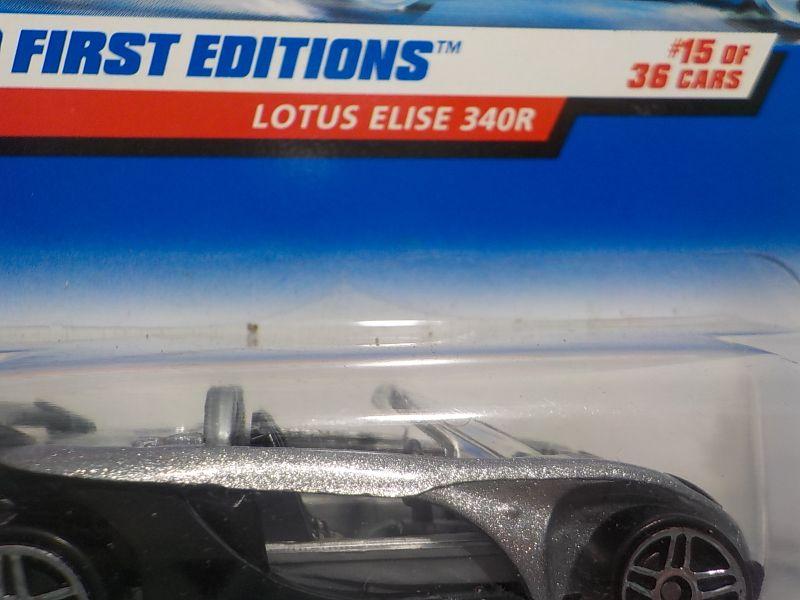 FIRST EDITIONS™
#15 OF
36 CARS
LOTUS ELISE 340R